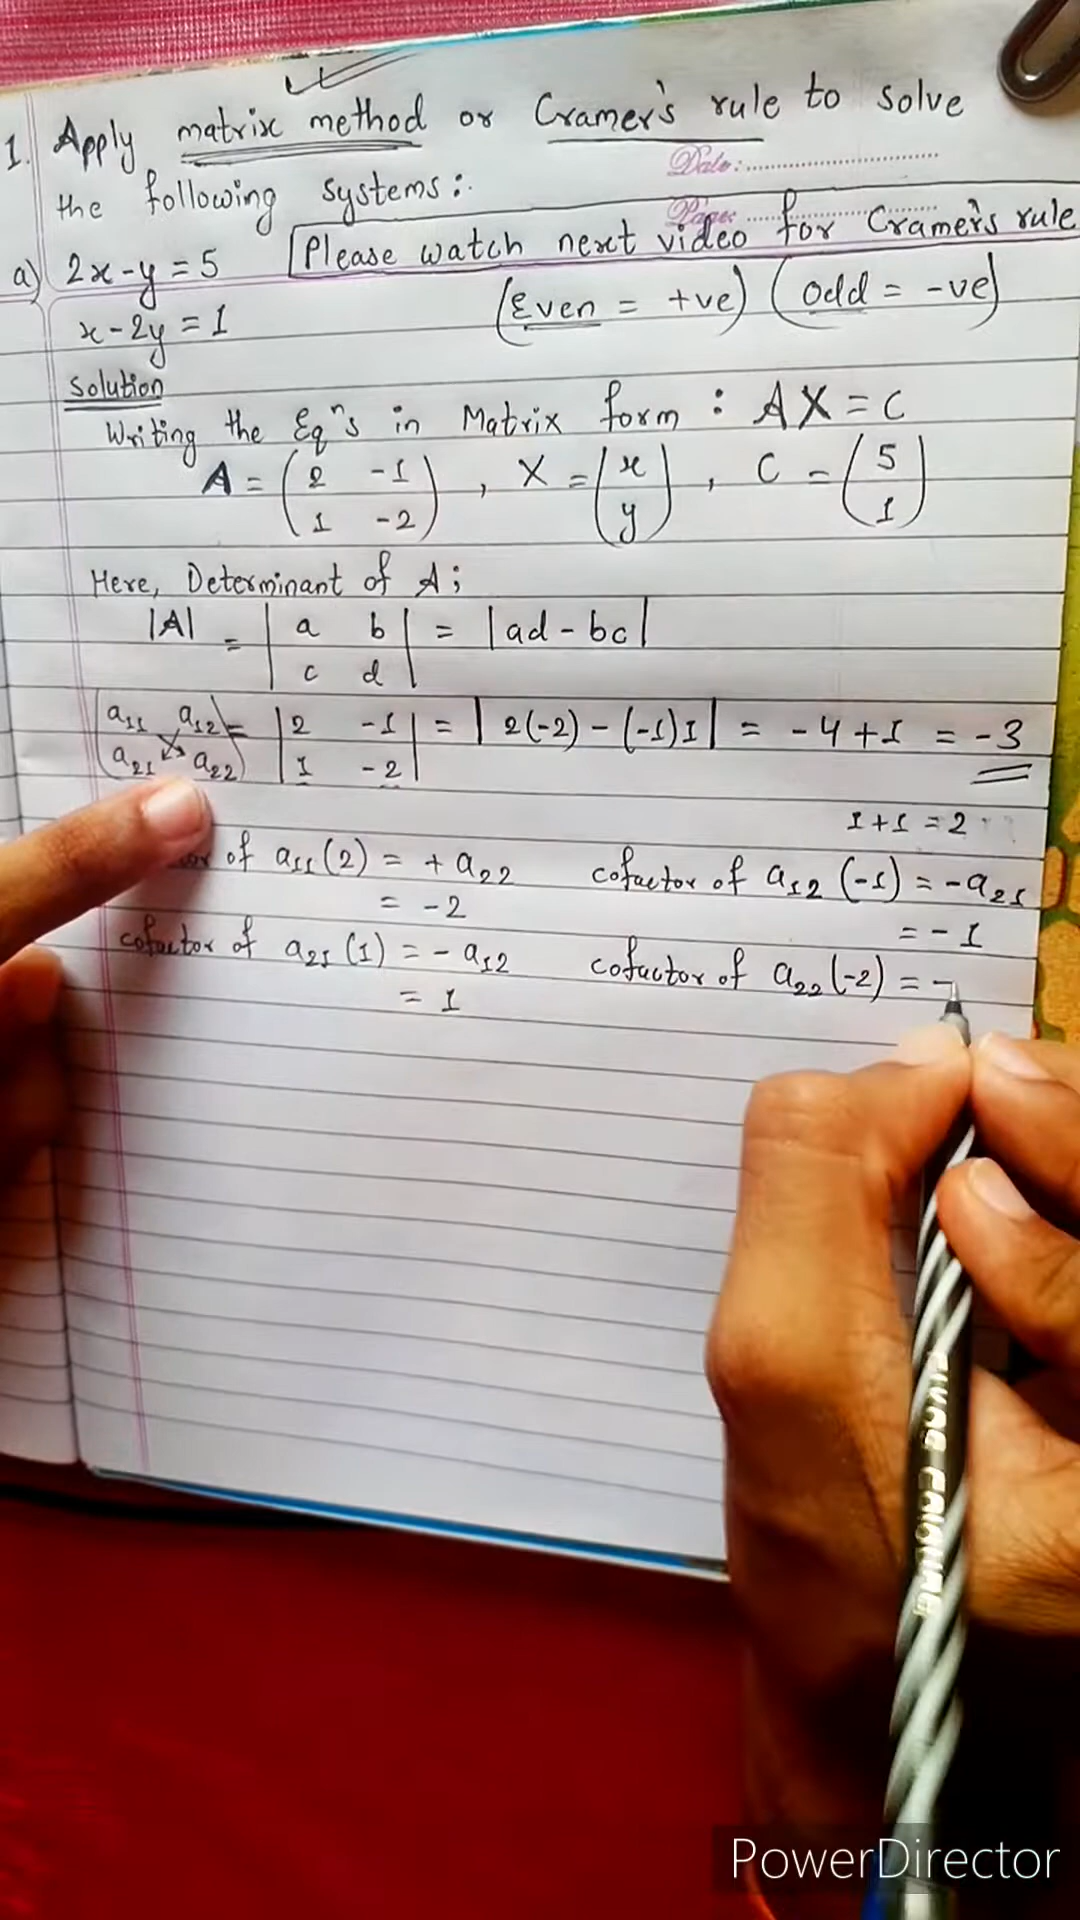 1. Apply matrix method or Cramer's rule to solve
Date:
the following systems:
Page:
a) 2x-y = 5 Please watch next video for Cramer's rule
x-2y = 1 (Even = +ve) (odd = -ve)
Solution
Writing the Eqⁿ's in Matrix form : AX = C
A = (2 -1 , X = (x , C = (5
1 -2) y) 1)
Here, Determinant of A;
|A| = |a b| = |ad - bc|
c d
(a11 a12) = |2 -1| = |2(-2) - (-1)1| = -4+1 = -3
a21 a22 1 -2
1+1 = 2
of a11 (2) = + a22 cofactor of a12 (-1) = -a21
= -2 = -1
cofactor of a21 (1) = - a12 cofactor of a22 (-2) = -
= 1
PowerDirector